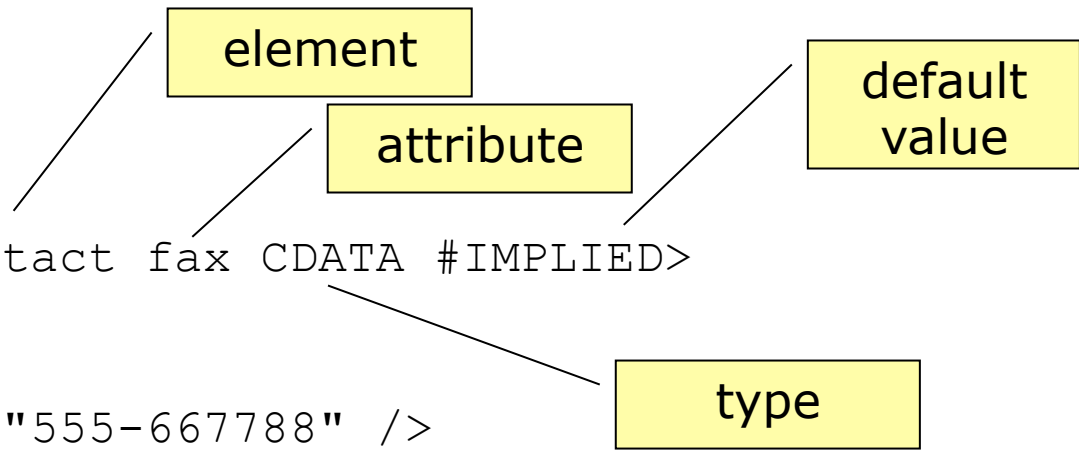 element
default
value
attribute
tact fax CDATA #IMPLIED>
type
"555-667788" />